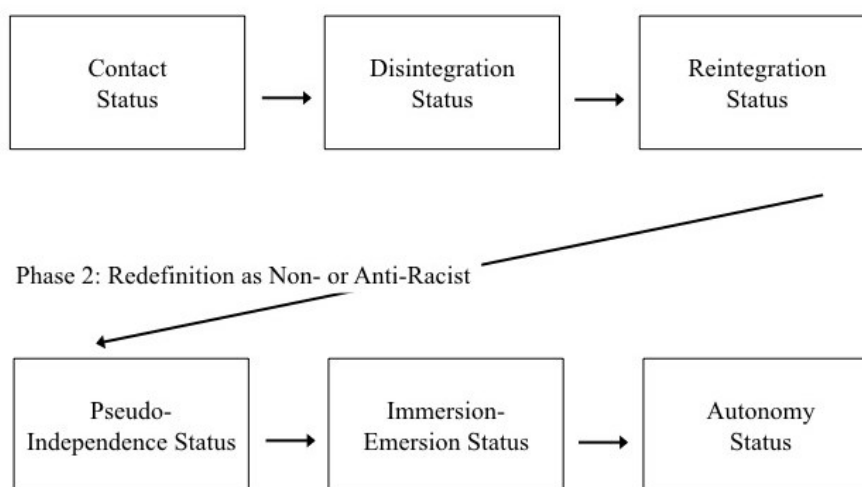 Contact
Status
Disintegration
Status
Reintegration
Status
Phase 2: Redefinition as Non- or Anti-Racist
Pseudo-
Independence Status
Immersion-
Emersion Status
Autonomy
Status